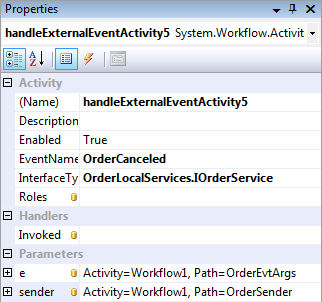 Properties
handleExternalEventActivity5 System.Workflow.Activit
Activity
(Name) handleExternalEventActivity5
Description
Enabled True
EventName OrderCanceled
InterfaceTy OrderLocalServices.IOrderService
Roles
Handlers
Invoked
Parameters
e Activity=Workflow1, Path=OrderEvtArgs
sender Activity=Workflow1, Path=OrderSender